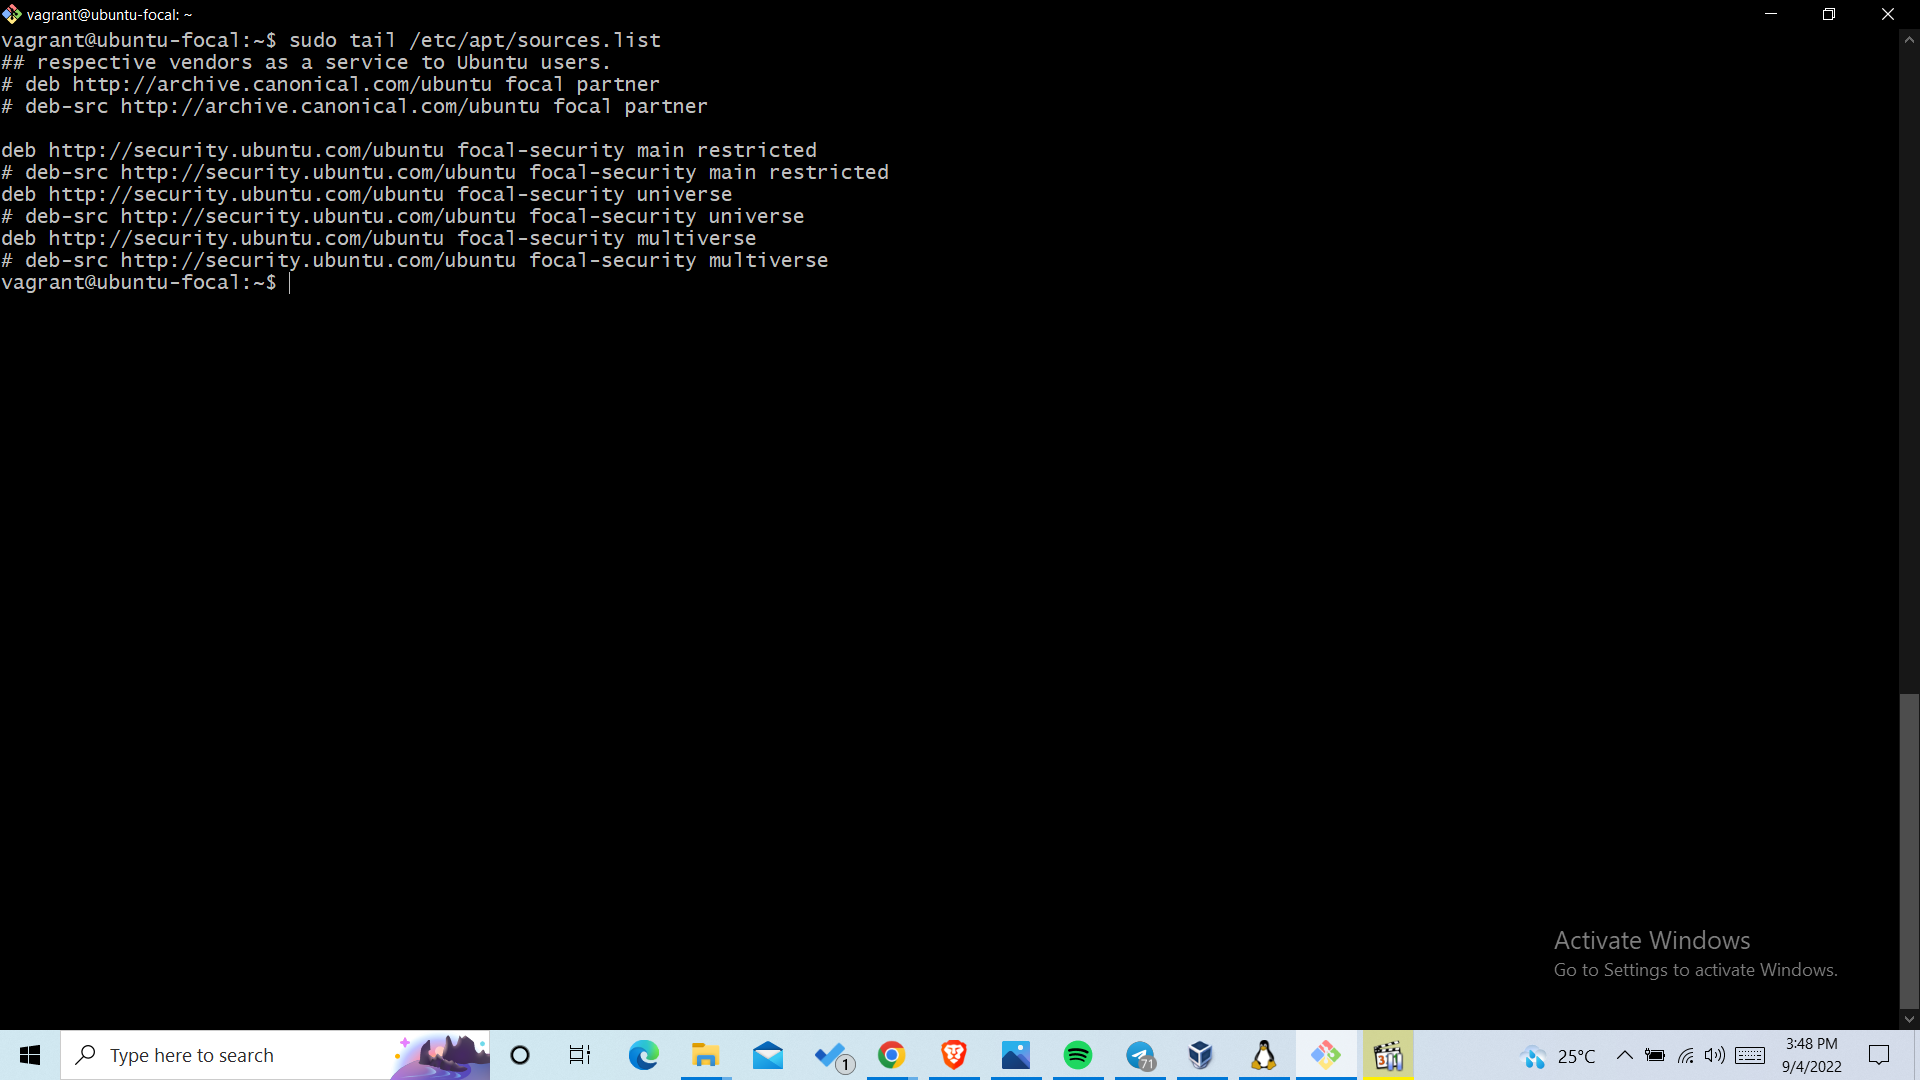 vagrant@ubuntu-focal: ~
vagrant@ubuntu-focal:~$ sudo tail /etc/apt/sources.list
## respective vendors as a service to Ubuntu users.
# deb http://archive.canonical.com/ubuntu focal partner
# deb-src http://archive.canonical.com/ubuntu focal partner
deb http://security.ubuntu.com/ubuntu focal-security main restricted
# deb-src http://security.ubuntu.com/ubuntu focal-security main restricted
deb http://security.ubuntu.com/ubuntu focal-security universe
# deb-src http://security.ubuntu.com/ubuntu focal-security universe
deb http://security.ubuntu.com/ubuntu focal-security multiverse
# deb-src http://security.ubuntu.com/ubuntu focal-security multiverse
vagrant@ubuntu-focal:~$
Activate Windows
Go to Settings to activate Windows.
Type here to search
1
71
25°C
3:48 PM
9/4/2022